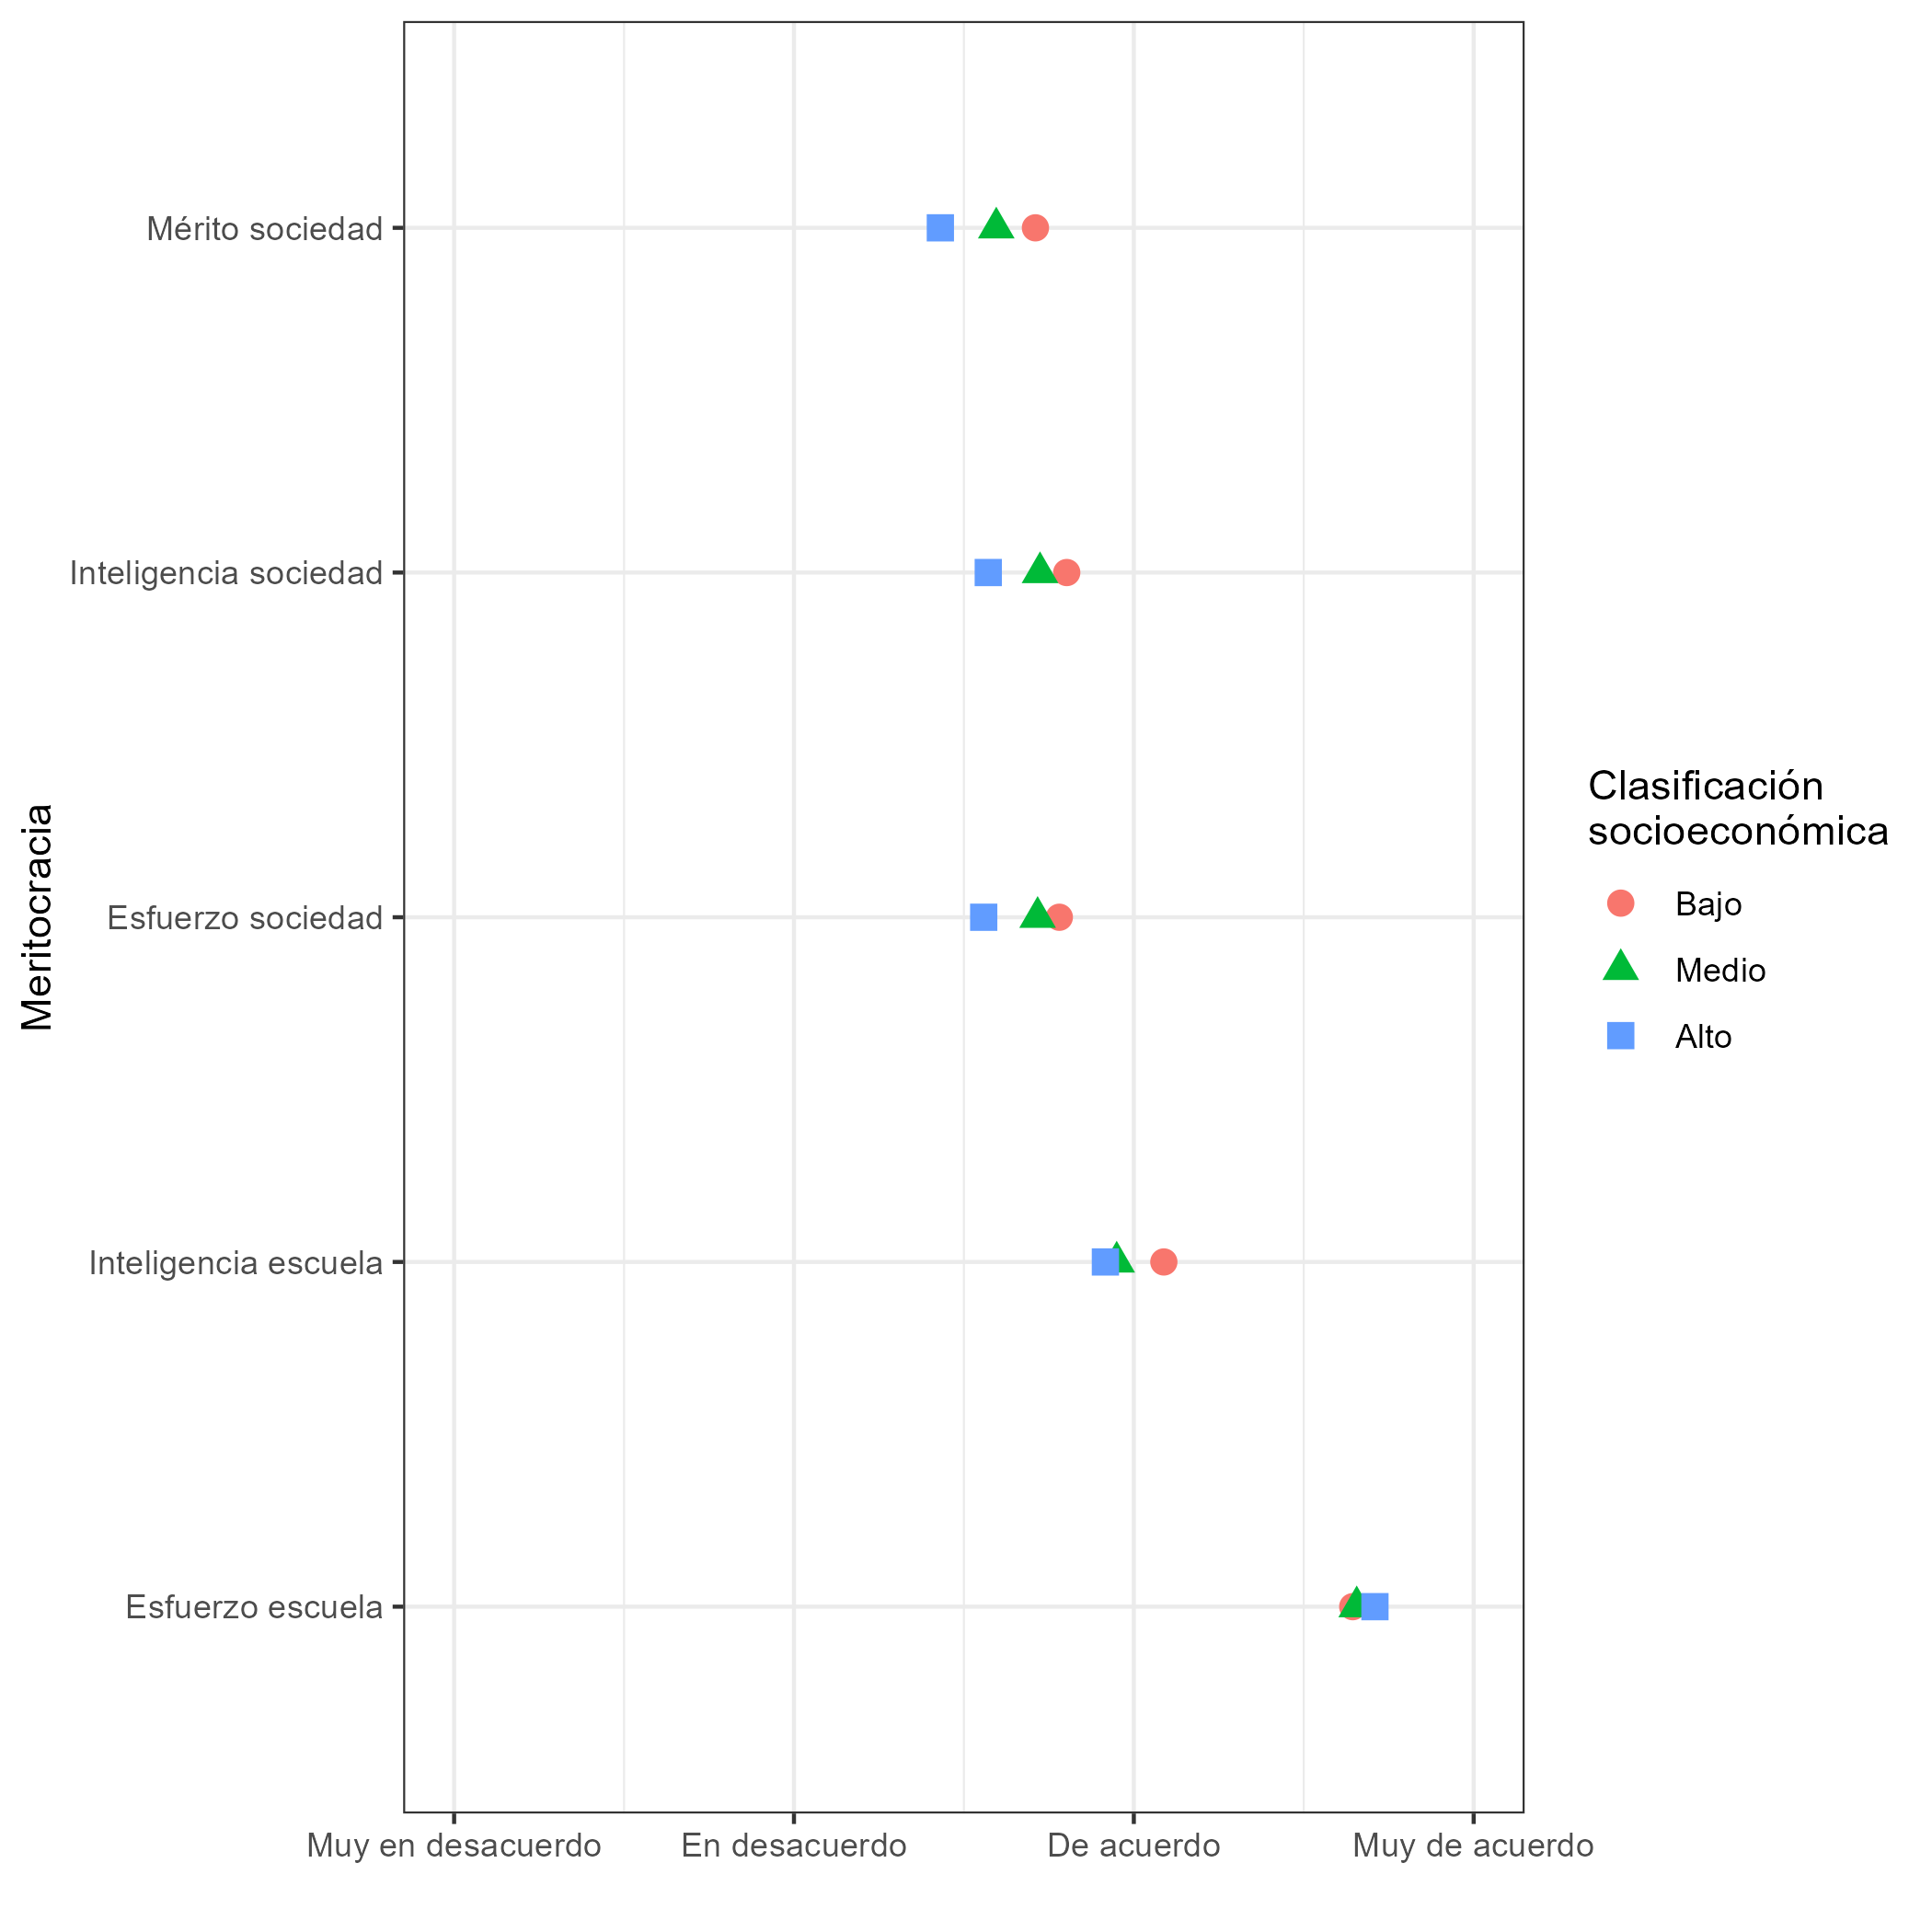 Meritocracia
Mérito sociedad
Inteligencia sociedad
Esfuerzo sociedad
Inteligencia escuela
Esfuerzo escuela
Muy en desacuerdo
En desacuerdo
De acuerdo
Muy de acuerdo
Clasificación
socioeconómica
Bajo
Medio
Alto